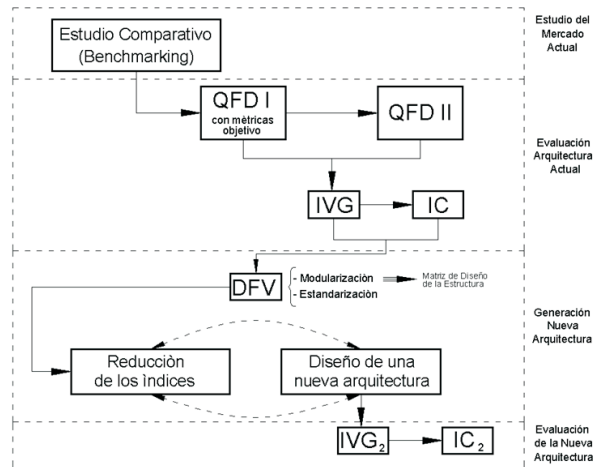 Estudio Comparativo
(Benchmarking)
Estudio del
Mercado
Actual
QFD I
con métricas
objetivo
QFD II
Evaluación
Arquitectura
Actual
IVG
IC
DFV
- Modularización
- Estandarización
Matriz de Diseño
de la Estructura
Generación
Nueva
Arquitectura
Reducciòn
de los ìndices
Diseño de una
nueva arquitectura
IVG2
IC2
Evaluación
de la Nueva
Arquitectura